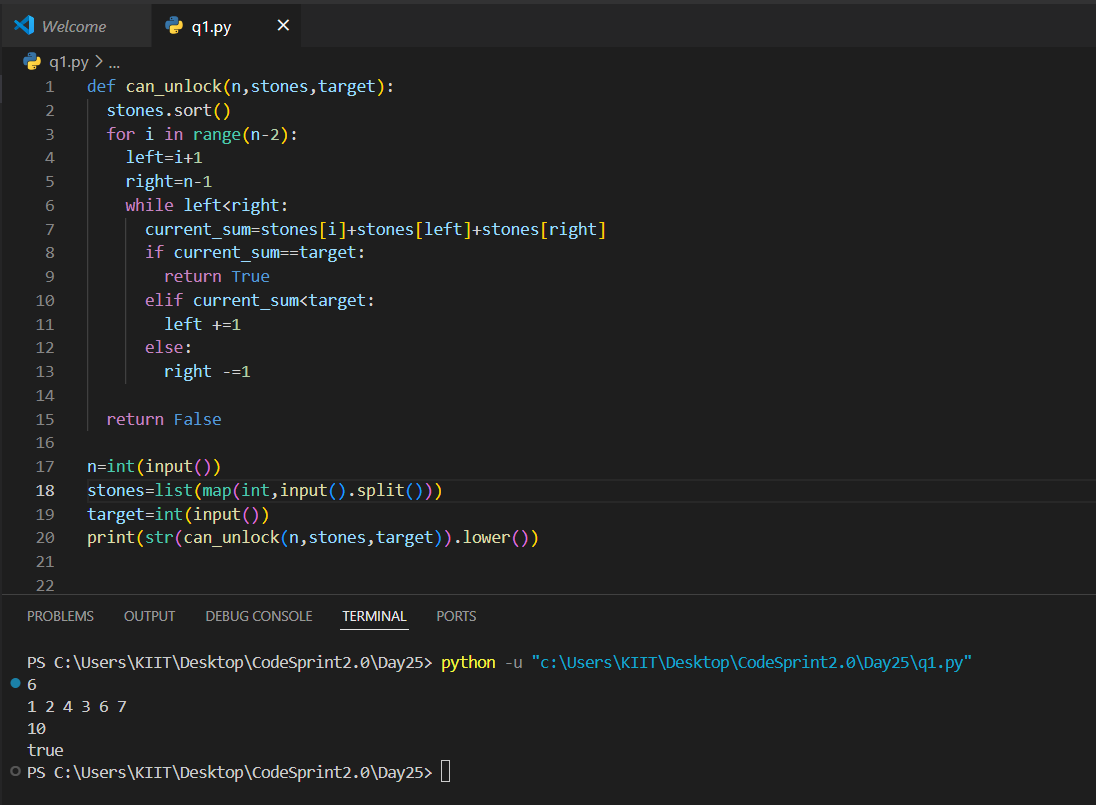 Welcome
q1.py
q1.py > ...
1 def can_unlock(n,stones,target):
2   stones.sort()
3   for i in range(n-2):
4     left=i+1
5     right=n-1
6     while left<right:
7       current_sum=stones[i]+stones[left]+stones[right]
8       if current_sum==target:
9         return True
10       elif current_sum<target:
11         left +=1
12       else:
13         right -=1
14
15   return False
16
17 n=int(input())
18 stones=list(map(int,input().split()))
19 target=int(input())
20 print(str(can_unlock(n,stones,target)).lower())
21
22
PROBLEMS OUTPUT DEBUG CONSOLE TERMINAL PORTS
PS C:\Users\KIIT\Desktop\CodeSprint2.0\Day25> python -u "c:\Users\KIIT\Desktop\CodeSprint2.0\Day25\q1.py"
6
1 2 4 3 6 7
10
true
PS C:\Users\KIIT\Desktop\CodeSprint2.0\Day25>